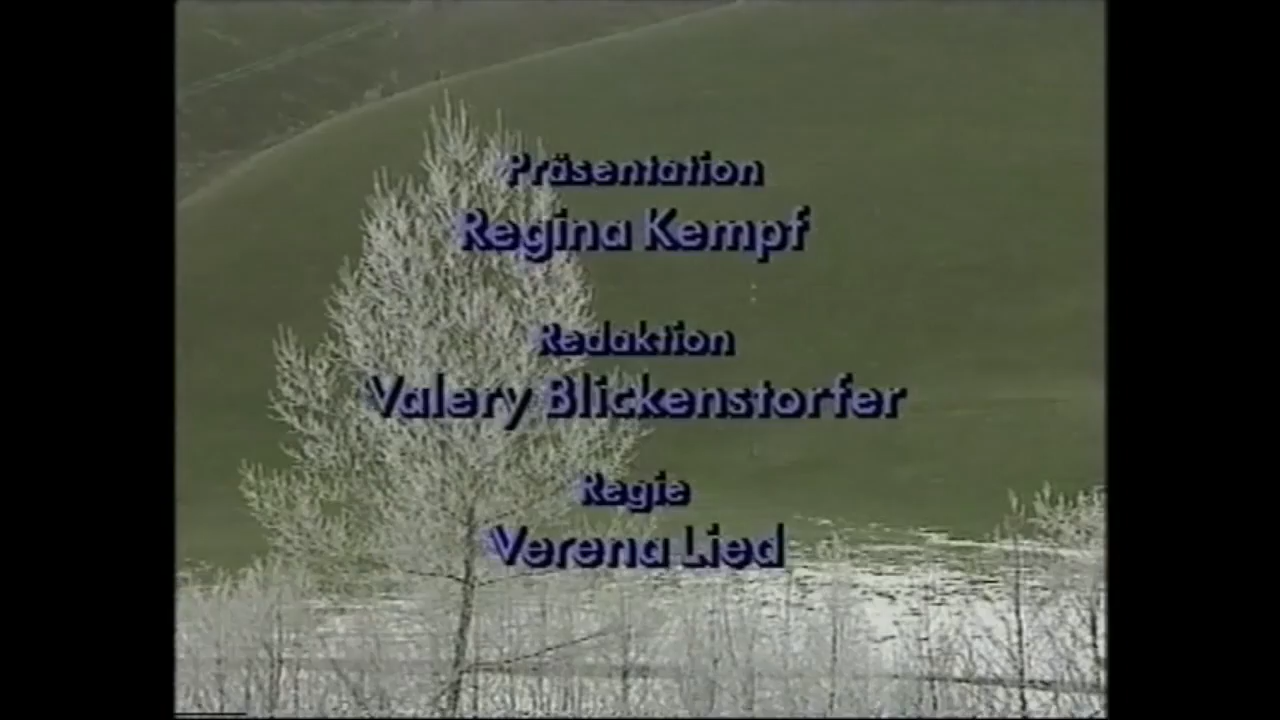 Präsentation
Regina Kempf
Redaktion
Valery Blickenstorfer
Regie
Verena Lied